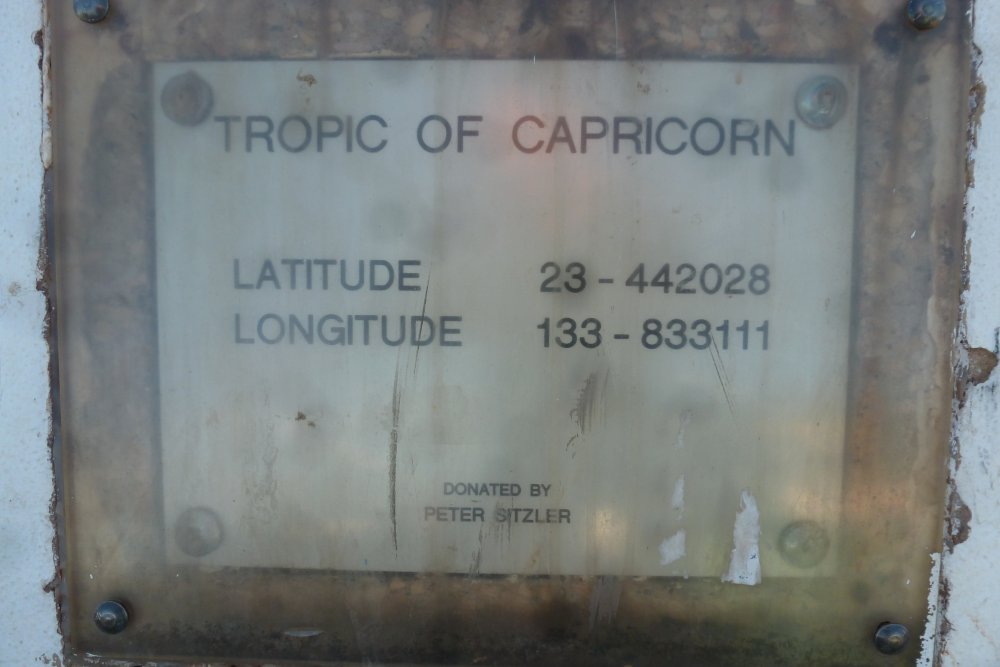 TROPIC OF CAPRICORN
LATITUDE 23-442028
LONGITUDE 133-833111
DONATED BY
PETER SITZLER